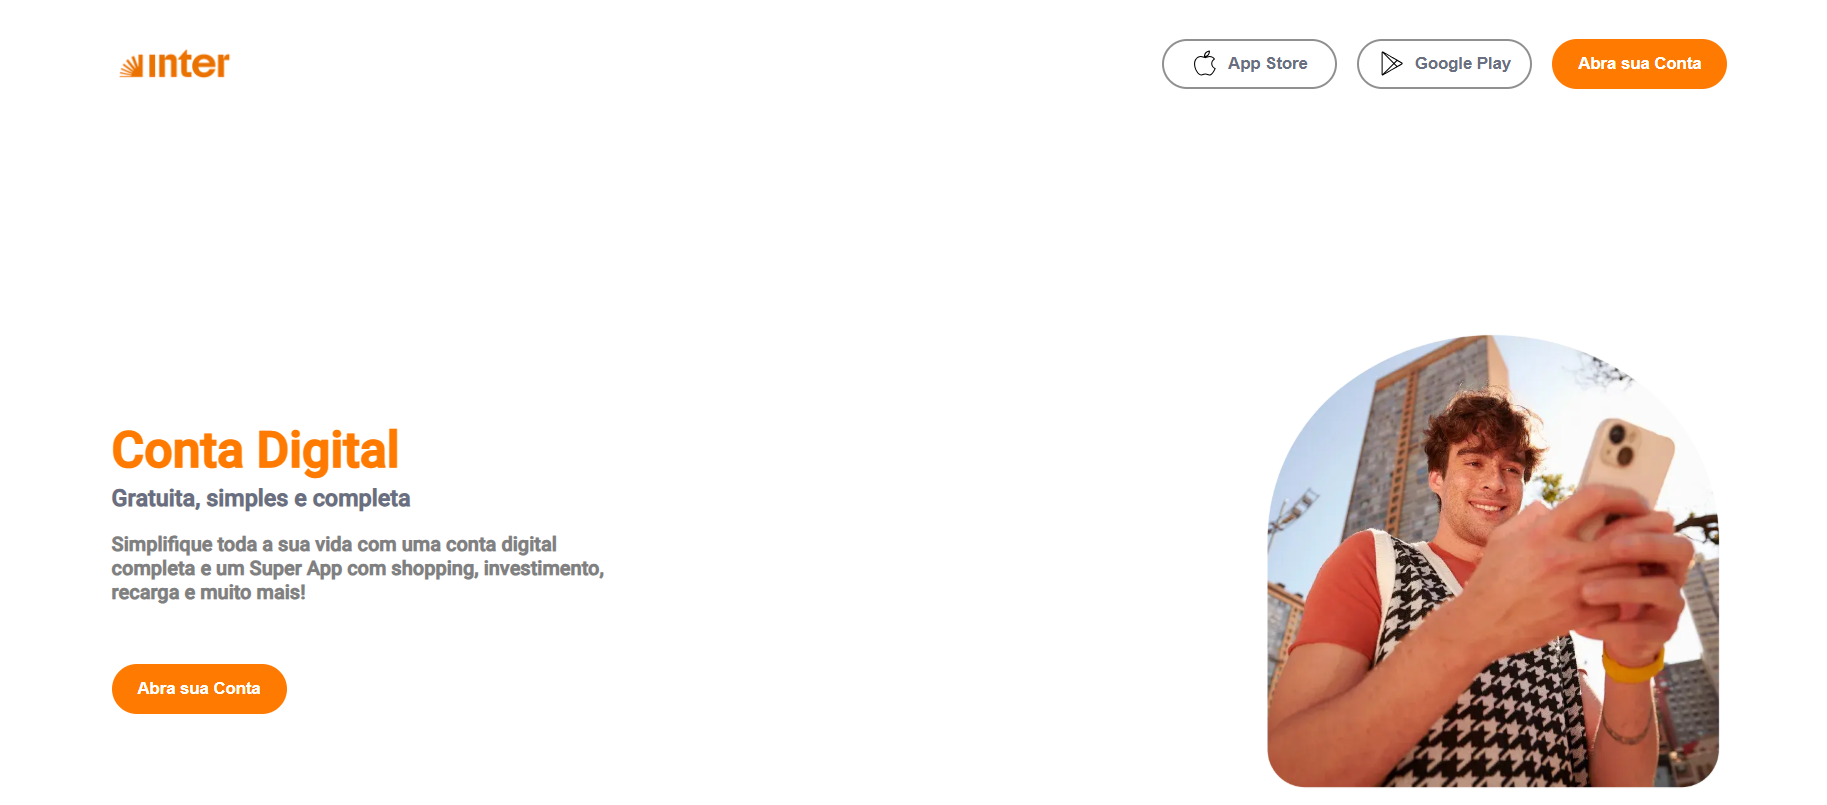 inter
App Store
Google Play
Abra sua Conta
Conta Digital
Gratuita, simples e completa
Simplifique toda a sua vida com uma conta digital
completa e um Super App com shopping, investimento,
recarga e muito mais!
Abra sua Conta